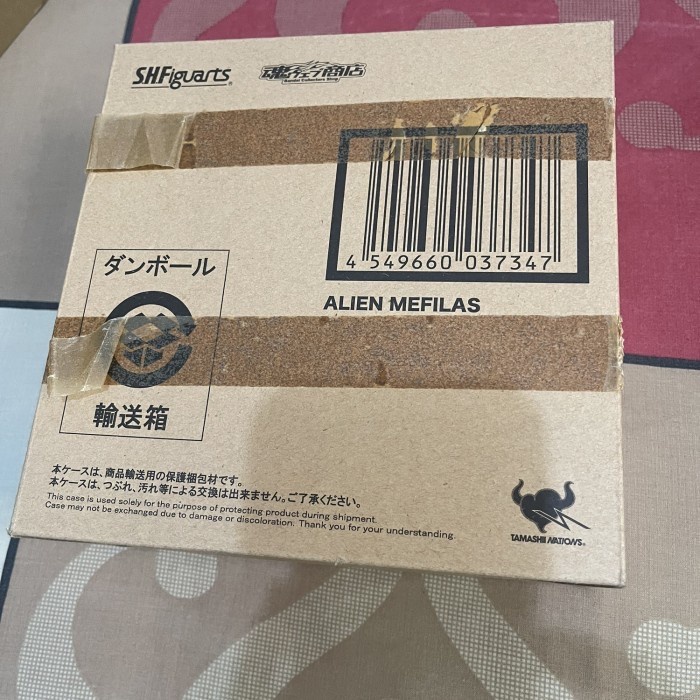 SHFiguarts
魂ウェブ商店
Bandai Collectors Shop
4 549660 037347
ALIEN MEFILAS
ダンボール
輸送箱
本ケースは、商品輸送用の保護梱包材です。
本ケースは、つぶれ、汚れ等による交換は出来ません。ご了承ください。
This case is used solely for the purpose of protecting product during shipment.
Case may not be exchanged due to damage or discoloration. Thank you for your understanding.
TAMASHII NATIONS®